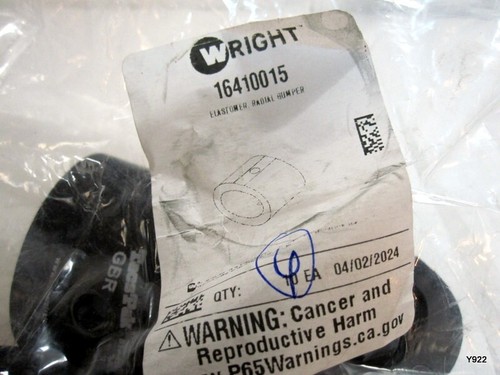 WRIGHT
16410015
ELASTOMER, RADIAL BUMPER
QTY: 10 EA 04/02/2024
WARNING: Cancer and
Reproductive Harm
P65Warnings.ca.gov
GBR
Y922